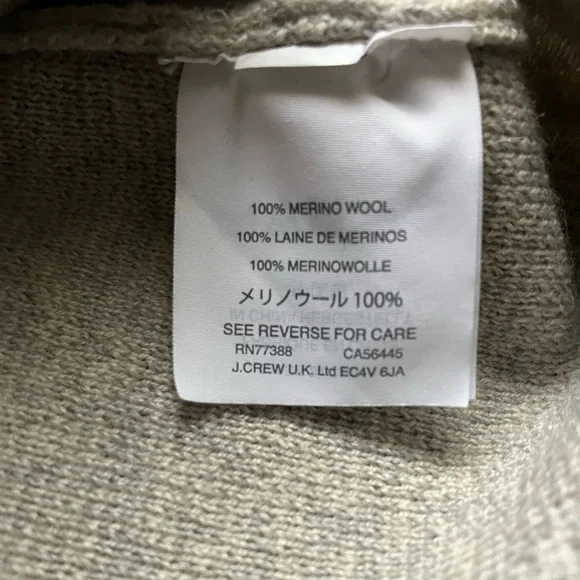 100% MERINO WOOL
100% LAINE DE MERINOS
100% MERINOWOLLE
メリノウール 100%
SEE REVERSE FOR CARE
RN77388 CA56445
J.CREW U.K. Ltd EC4V 6JA